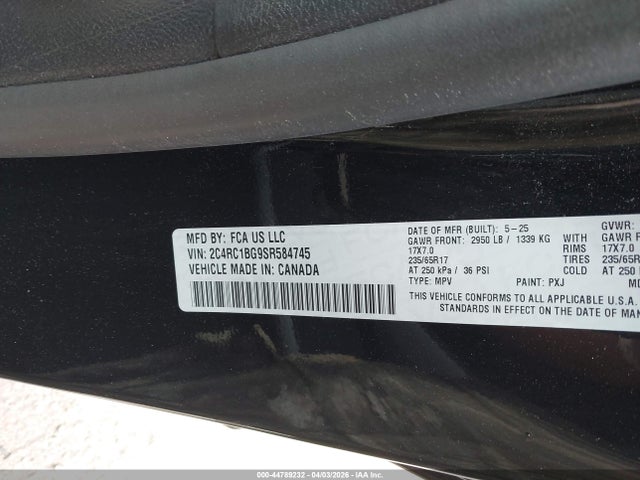 MFD BY: FCA US LLC
VIN: 2C4RC1BG9SR584745
VEHICLE MADE IN: CANADA
DATE OF MFR (BUILT): 5-25
GAWR FRONT: 2950 LB / 1339 KG
17X7.0
235/65R17
AT 250 kPa / 36 PSI
TYPE: MPV PAINT: PXJ
THIS VEHICLE CONFORMS TO ALL APPLICABLE U.S.A.
STANDARDS IN EFFECT ON THE DATE OF MAN
GVWR:
GAWR
RIMS 17X7.0
TIRES 235/65R
COLD AT 250
MD
000-44789232 04/03/2026 - IAA Inc.